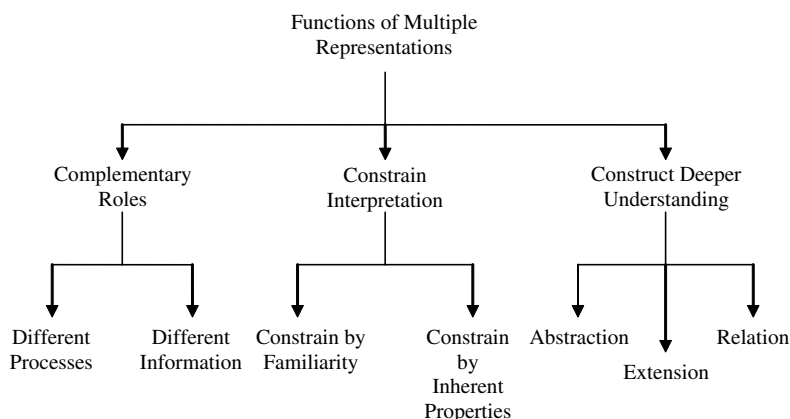 Functions of Multiple
Representations
Complementary
Roles
Constrain
Interpretation
Construct Deeper
Understanding
Different
Processes
Different
Information
Constrain by
Familiarity
Constrain
by
Inherent
Properties
Abstraction
Extension
Relation